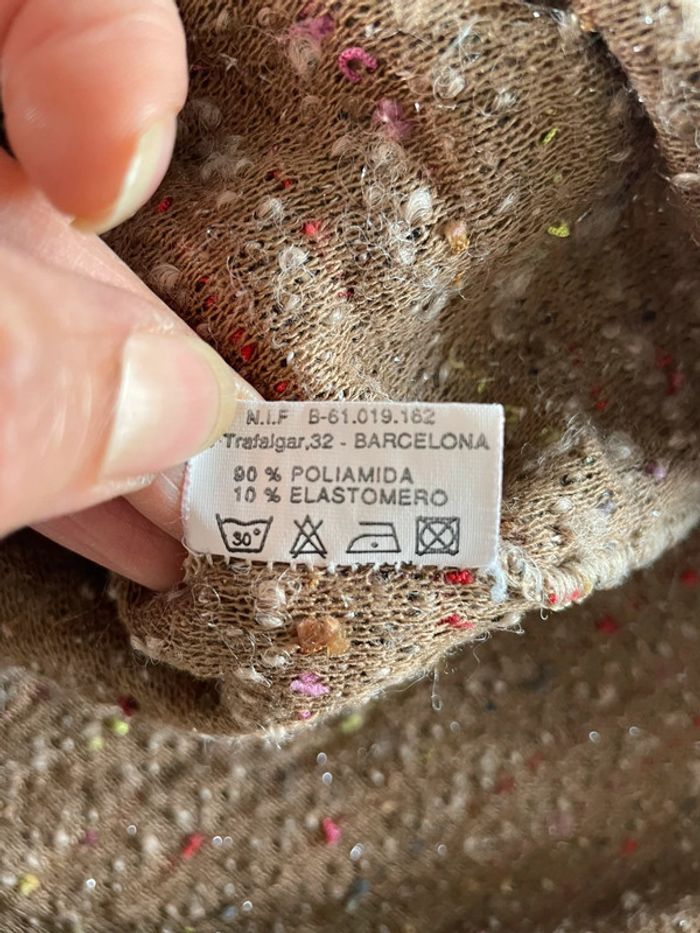 N.I.F B-61.019.162
Trafalgar,32 - BARCELONA
90 % POLIAMIDA
10 % ELASTOMERO
30°